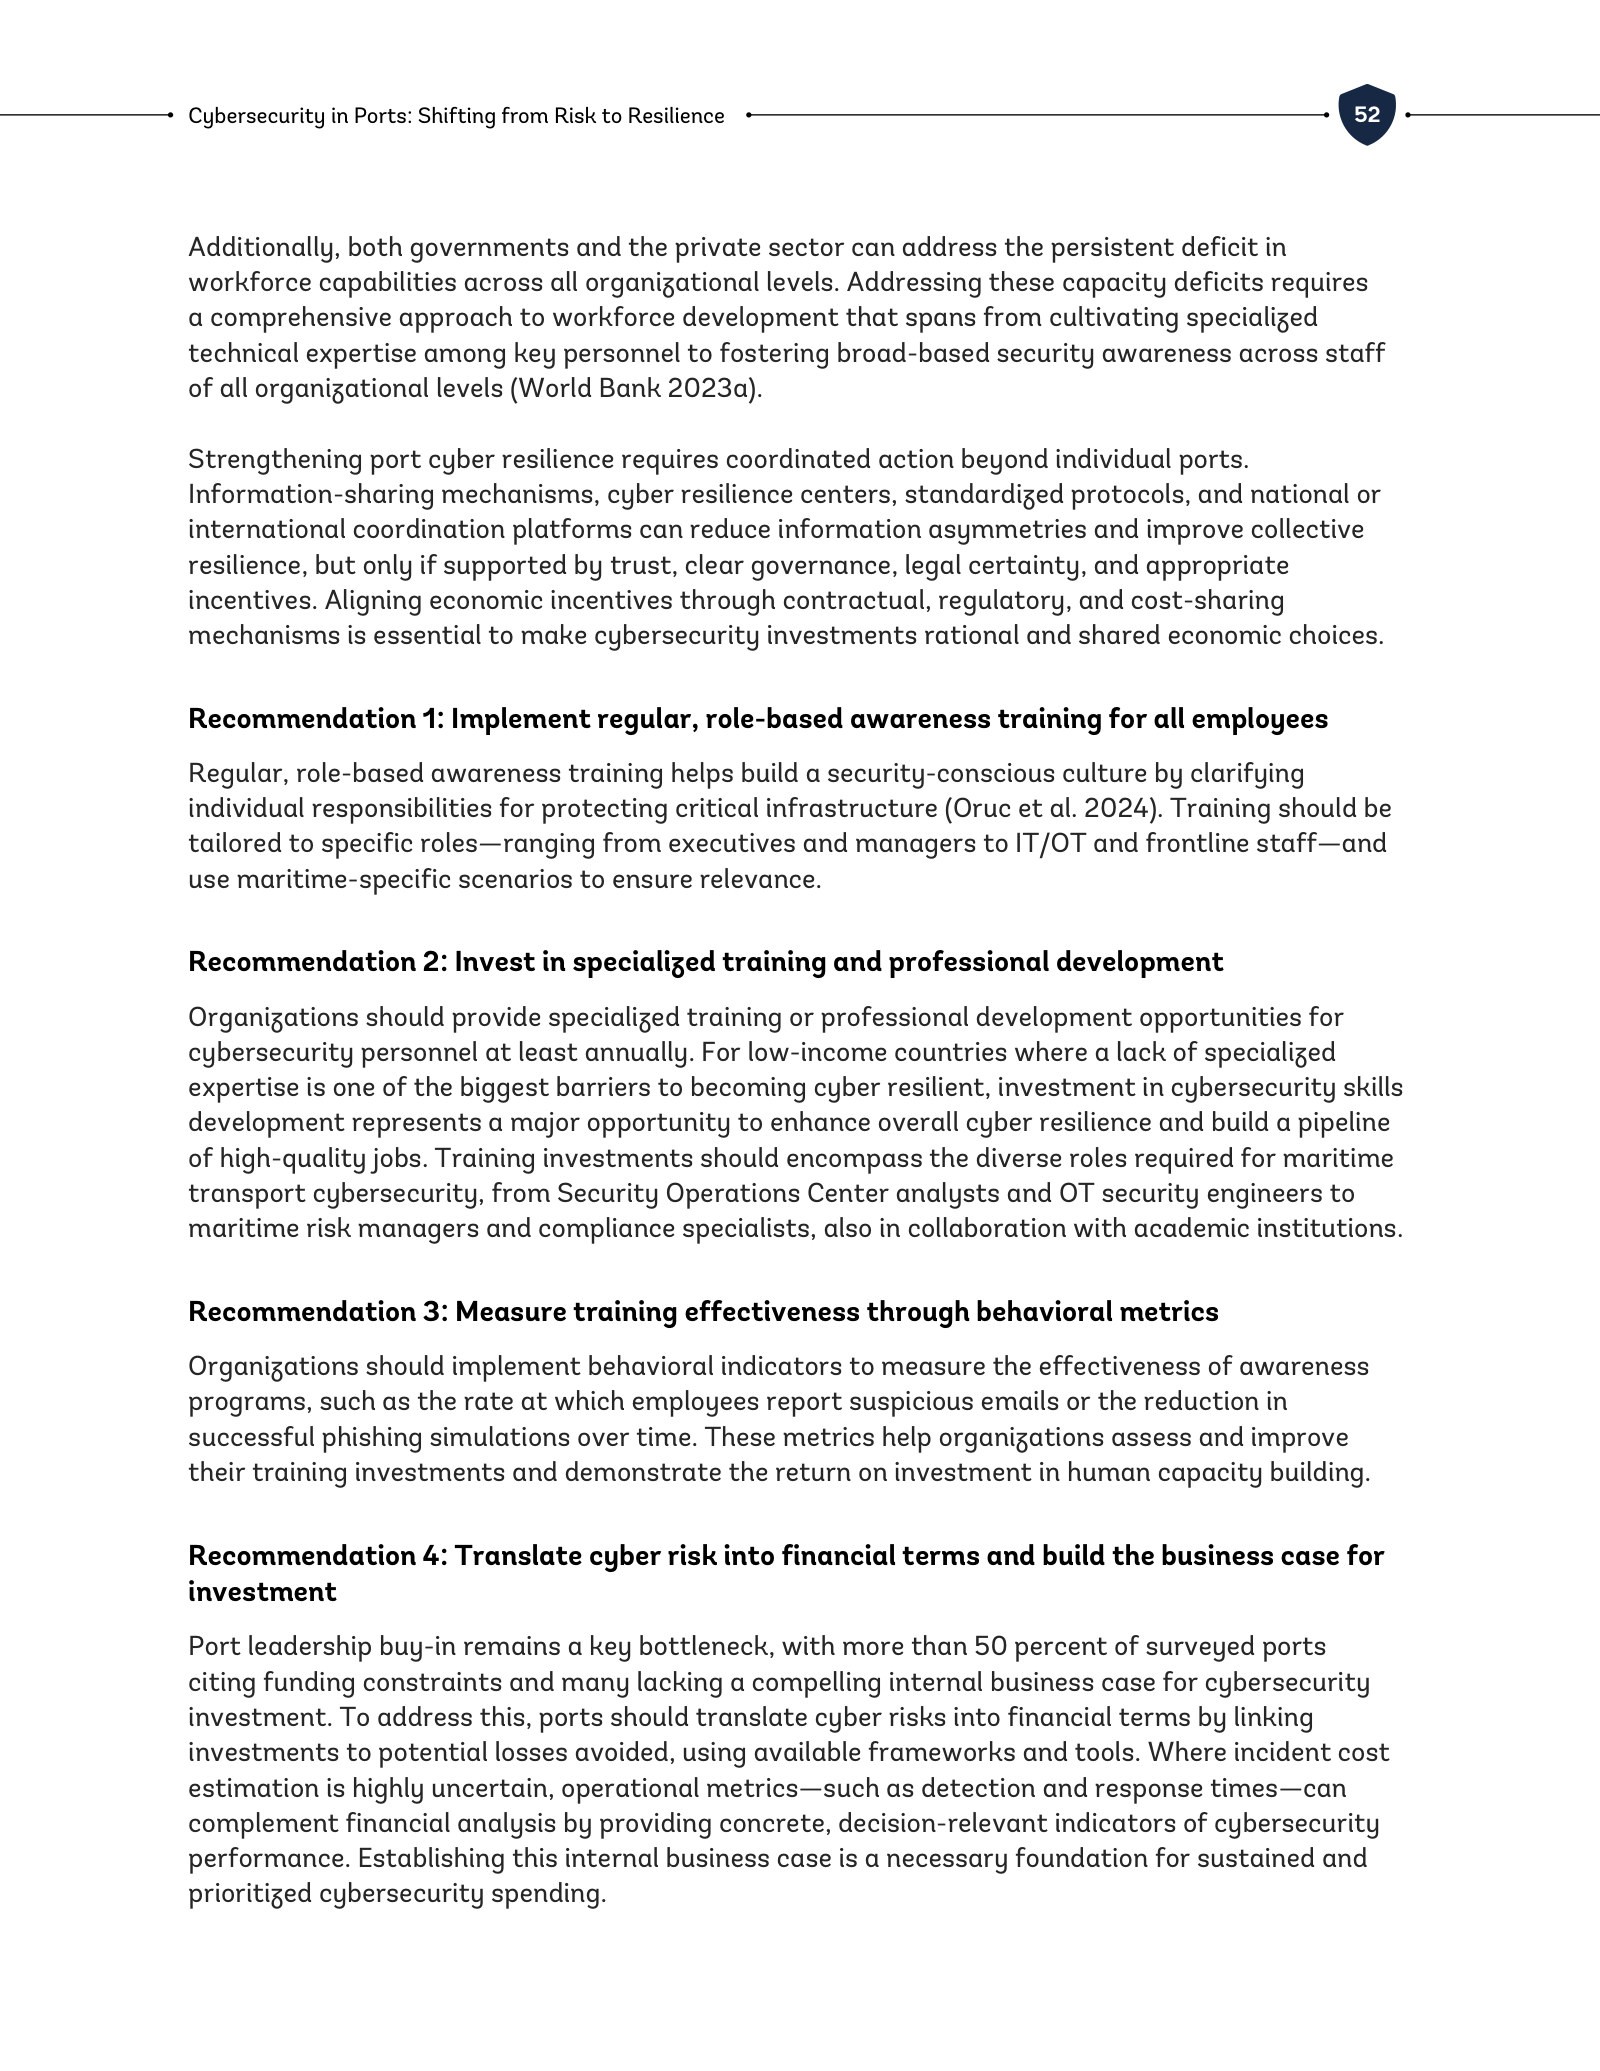 Cybersecurity in Ports: Shifting from Risk to Resilience
52
Additionally, both governments and the private sector can address the persistent deficit in
workforce capabilities across all organizational levels. Addressing these capacity deficits requires
a comprehensive approach to workforce development that spans from cultivating specialized
technical expertise among key personnel to fostering broad-based security awareness across staff
of all organizational levels (World Bank 2023a).
Strengthening port cyber resilience requires coordinated action beyond individual ports.
Information-sharing mechanisms, cyber resilience centers, standardized protocols, and national or
international coordination platforms can reduce information asymmetries and improve collective
resilience, but only if supported by trust, clear governance, legal certainty, and appropriate
incentives. Aligning economic incentives through contractual, regulatory, and cost-sharing
mechanisms is essential to make cybersecurity investments rational and shared economic choices.
Recommendation 1: Implement regular, role-based awareness training for all employees
Regular, role-based awareness training helps build a security-conscious culture by clarifying
individual responsibilities for protecting critical infrastructure (Oruc et al. 2024). Training should be
tailored to specific roles—ranging from executives and managers to IT/OT and frontline staff—and
use maritime-specific scenarios to ensure relevance.
Recommendation 2: Invest in specialized training and professional development
Organizations should provide specialized training or professional development opportunities for
cybersecurity personnel at least annually. For low-income countries where a lack of specialized
expertise is one of the biggest barriers to becoming cyber resilient, investment in cybersecurity skills
development represents a major opportunity to enhance overall cyber resilience and build a pipeline
of high-quality jobs. Training investments should encompass the diverse roles required for maritime
transport cybersecurity, from Security Operations Center analysts and OT security engineers to
maritime risk managers and compliance specialists, also in collaboration with academic institutions.
Recommendation 3: Measure training effectiveness through behavioral metrics
Organizations should implement behavioral indicators to measure the effectiveness of awareness
programs, such as the rate at which employees report suspicious emails or the reduction in
successful phishing simulations over time. These metrics help organizations assess and improve
their training investments and demonstrate the return on investment in human capacity building.
Recommendation 4: Translate cyber risk into financial terms and build the business case for
investment
Port leadership buy-in remains a key bottleneck, with more than 50 percent of surveyed ports
citing funding constraints and many lacking a compelling internal business case for cybersecurity
investment. To address this, ports should translate cyber risks into financial terms by linking
investments to potential losses avoided, using available frameworks and tools. Where incident cost
estimation is highly uncertain, operational metrics—such as detection and response times—can
complement financial analysis by providing concrete, decision-relevant indicators of cybersecurity
performance. Establishing this internal business case is a necessary foundation for sustained and
prioritized cybersecurity spending.